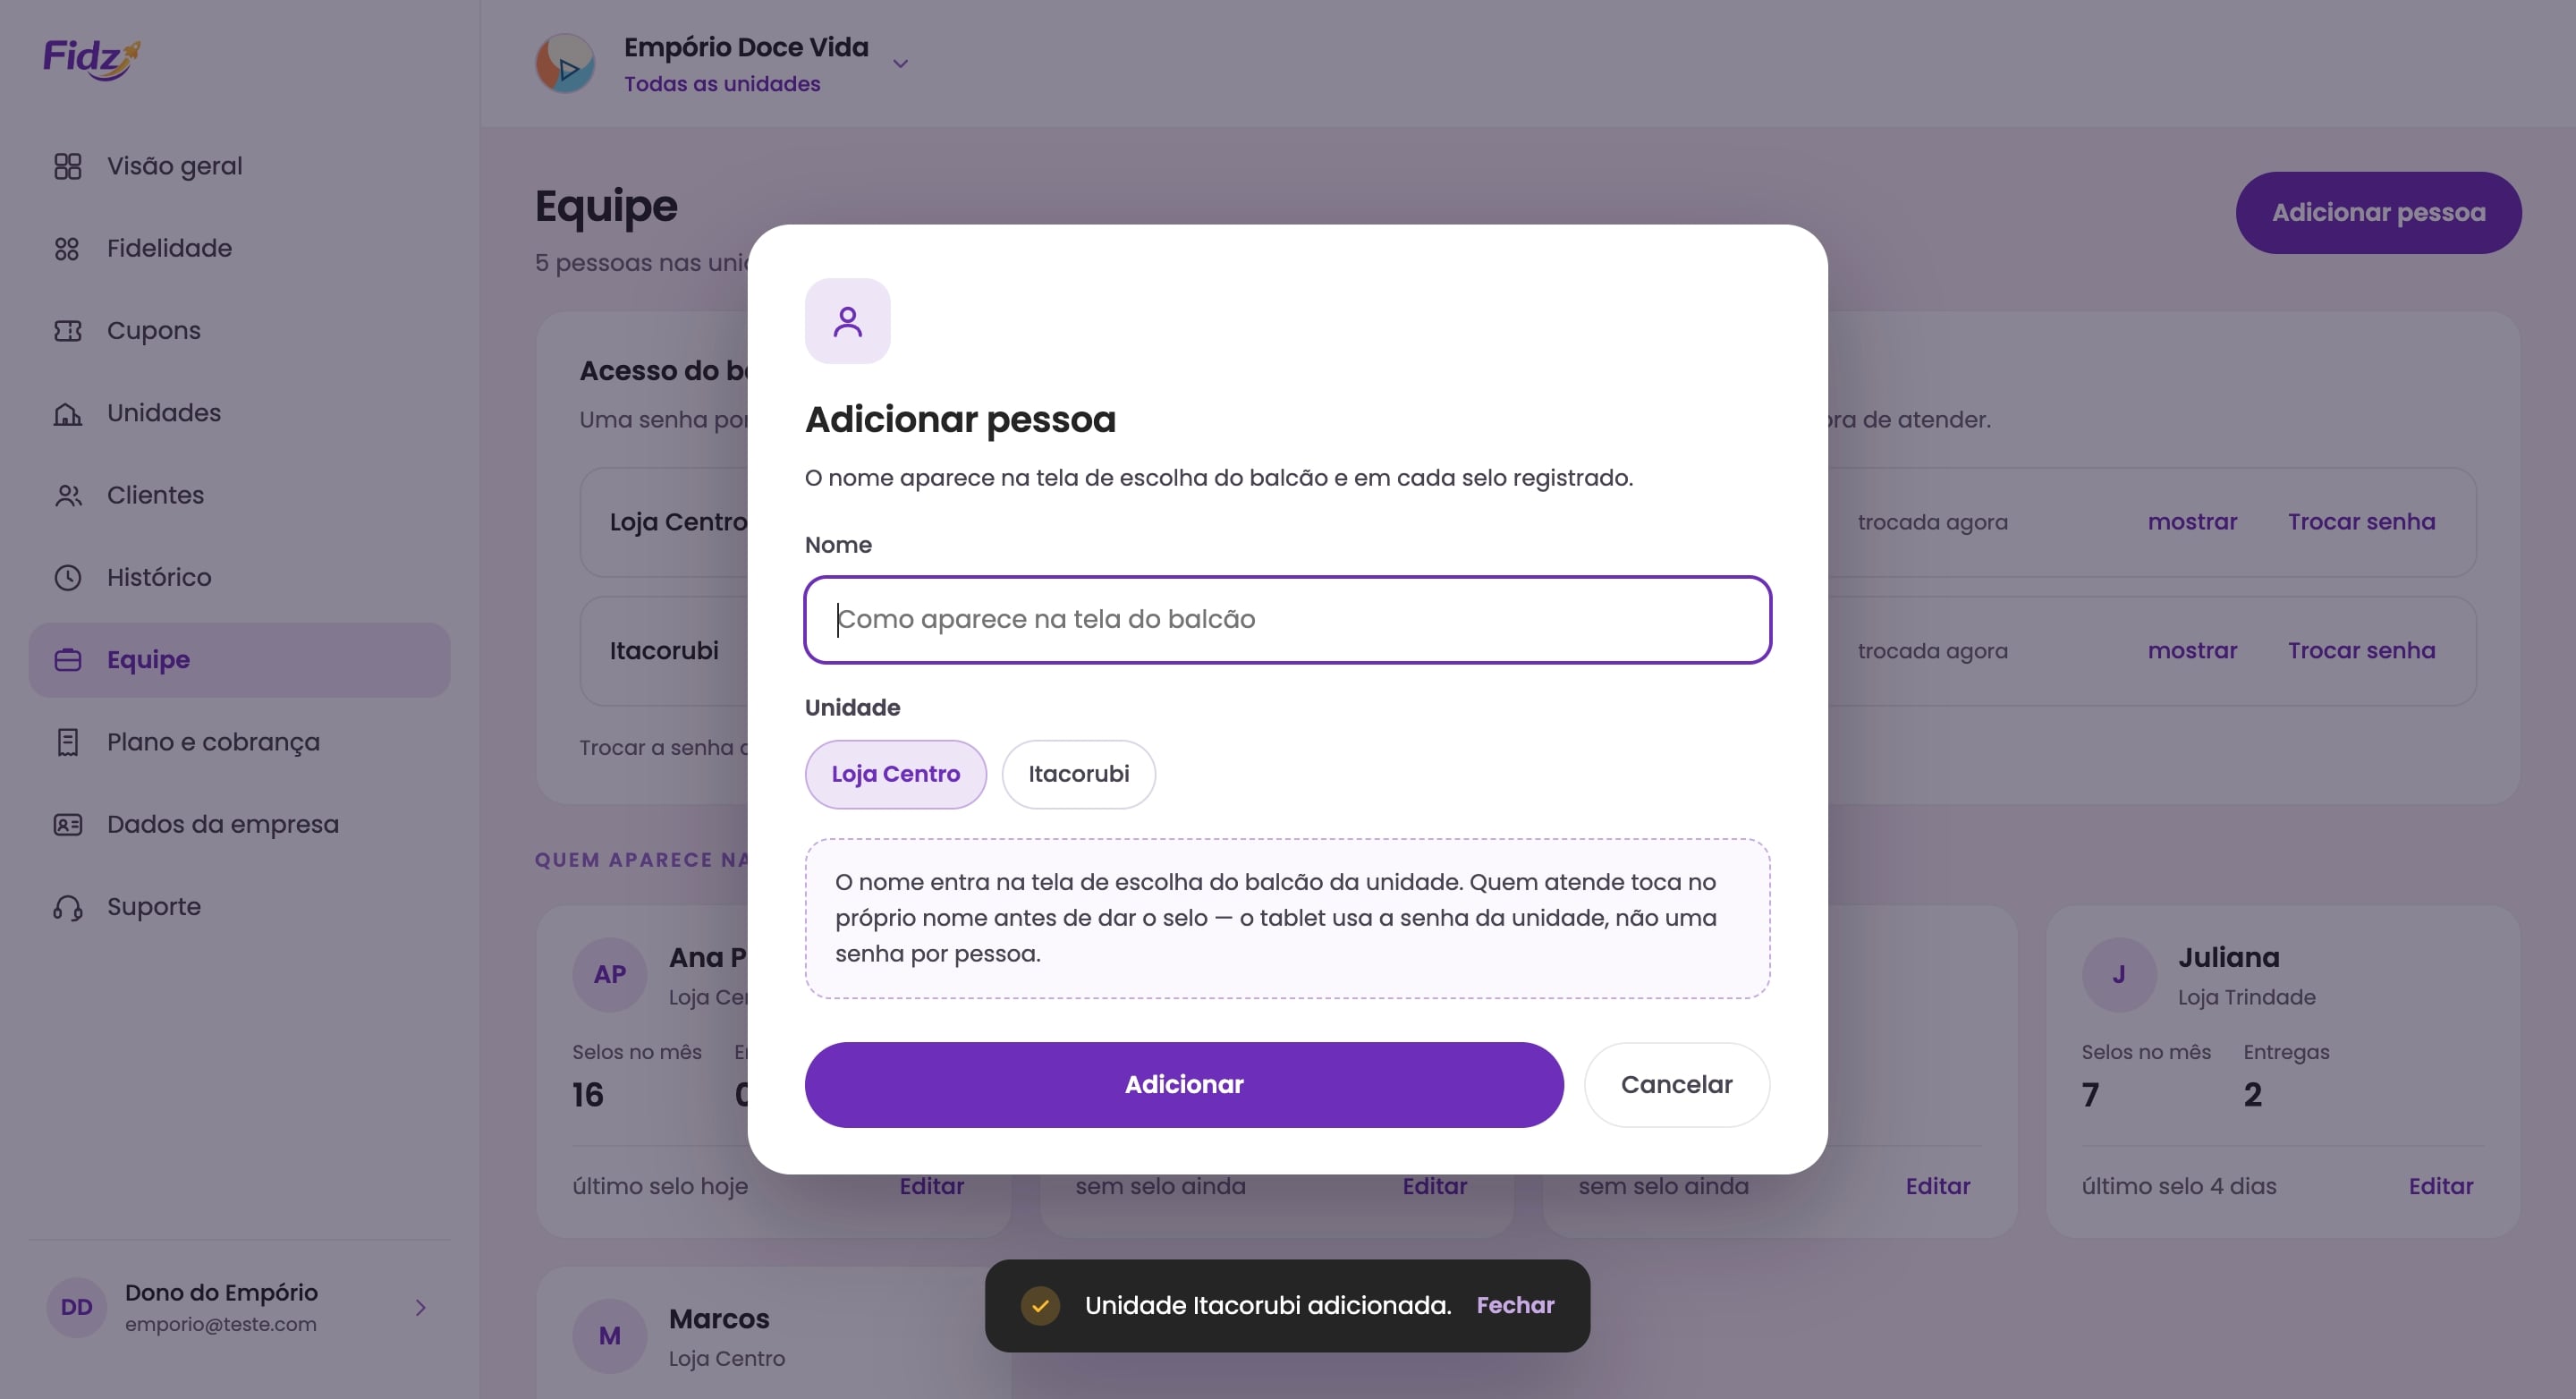 Fidz
Empório Doce Vida
Todas as unidades
Visão geral
Fidelidade
Cupons
Unidades
Clientes
Histórico
Equipe
Plano e cobrança
Dados da empresa
Suporte
DD
Dono do Empório
emporio@teste.com
Equipe
5 pessoas nas
Adicionar pessoa
Acesso do
Uma senha por
ora de atender.
Loja Centro
trocada agora
mostrar
Trocar senha
Itacorubi
trocada agora
mostrar
Trocar senha
Trocar a senha
QUEM APARECE
AP
Ana P
Loja Cen
Selos no mês
16
último selo hoje
Editar
sem selo ainda
Editar
sem selo ainda
Editar
J
Juliana
Loja Trindade
Selos no mês
Entregas
7
2
último selo 4 dias
Editar
M
Marcos
Loja Centro
Adicionar pessoa
O nome aparece na tela de escolha do balcão e em cada selo registrado.
Nome
Como aparece na tela do balcão
Unidade
Loja Centro
Itacorubi
O nome entra na tela de escolha do balcão da unidade. Quem atende toca no
próprio nome antes de dar o selo — o tablet usa a senha da unidade, não uma
senha por pessoa.
Adicionar
Cancelar
Unidade Itacorubi adicionada.
Fechar